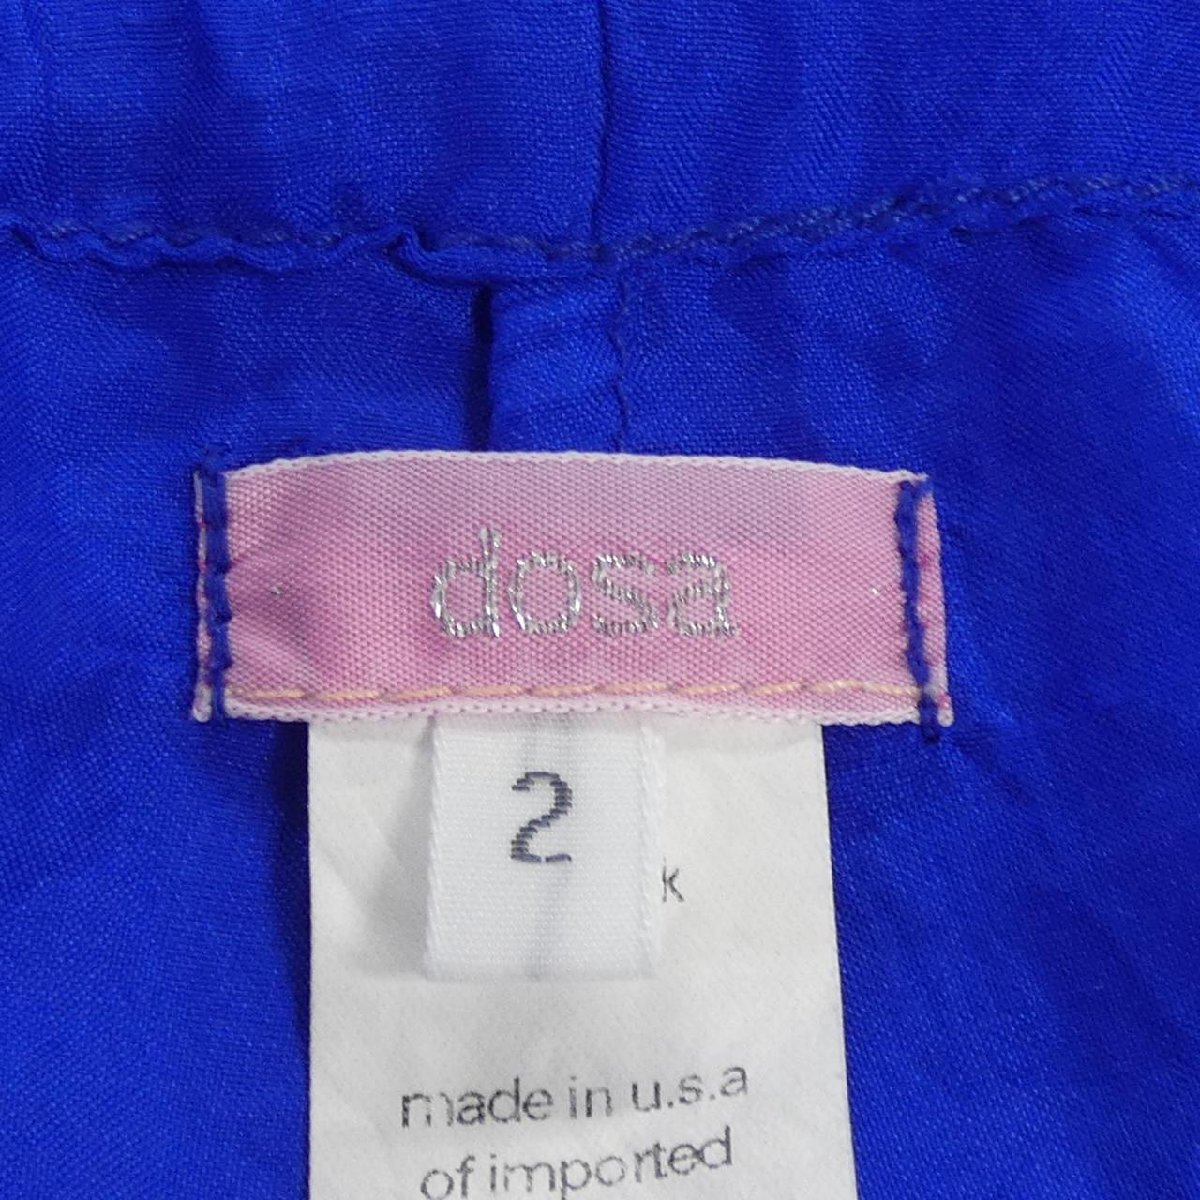 dosa
2
k
made in u.s.a
of imported